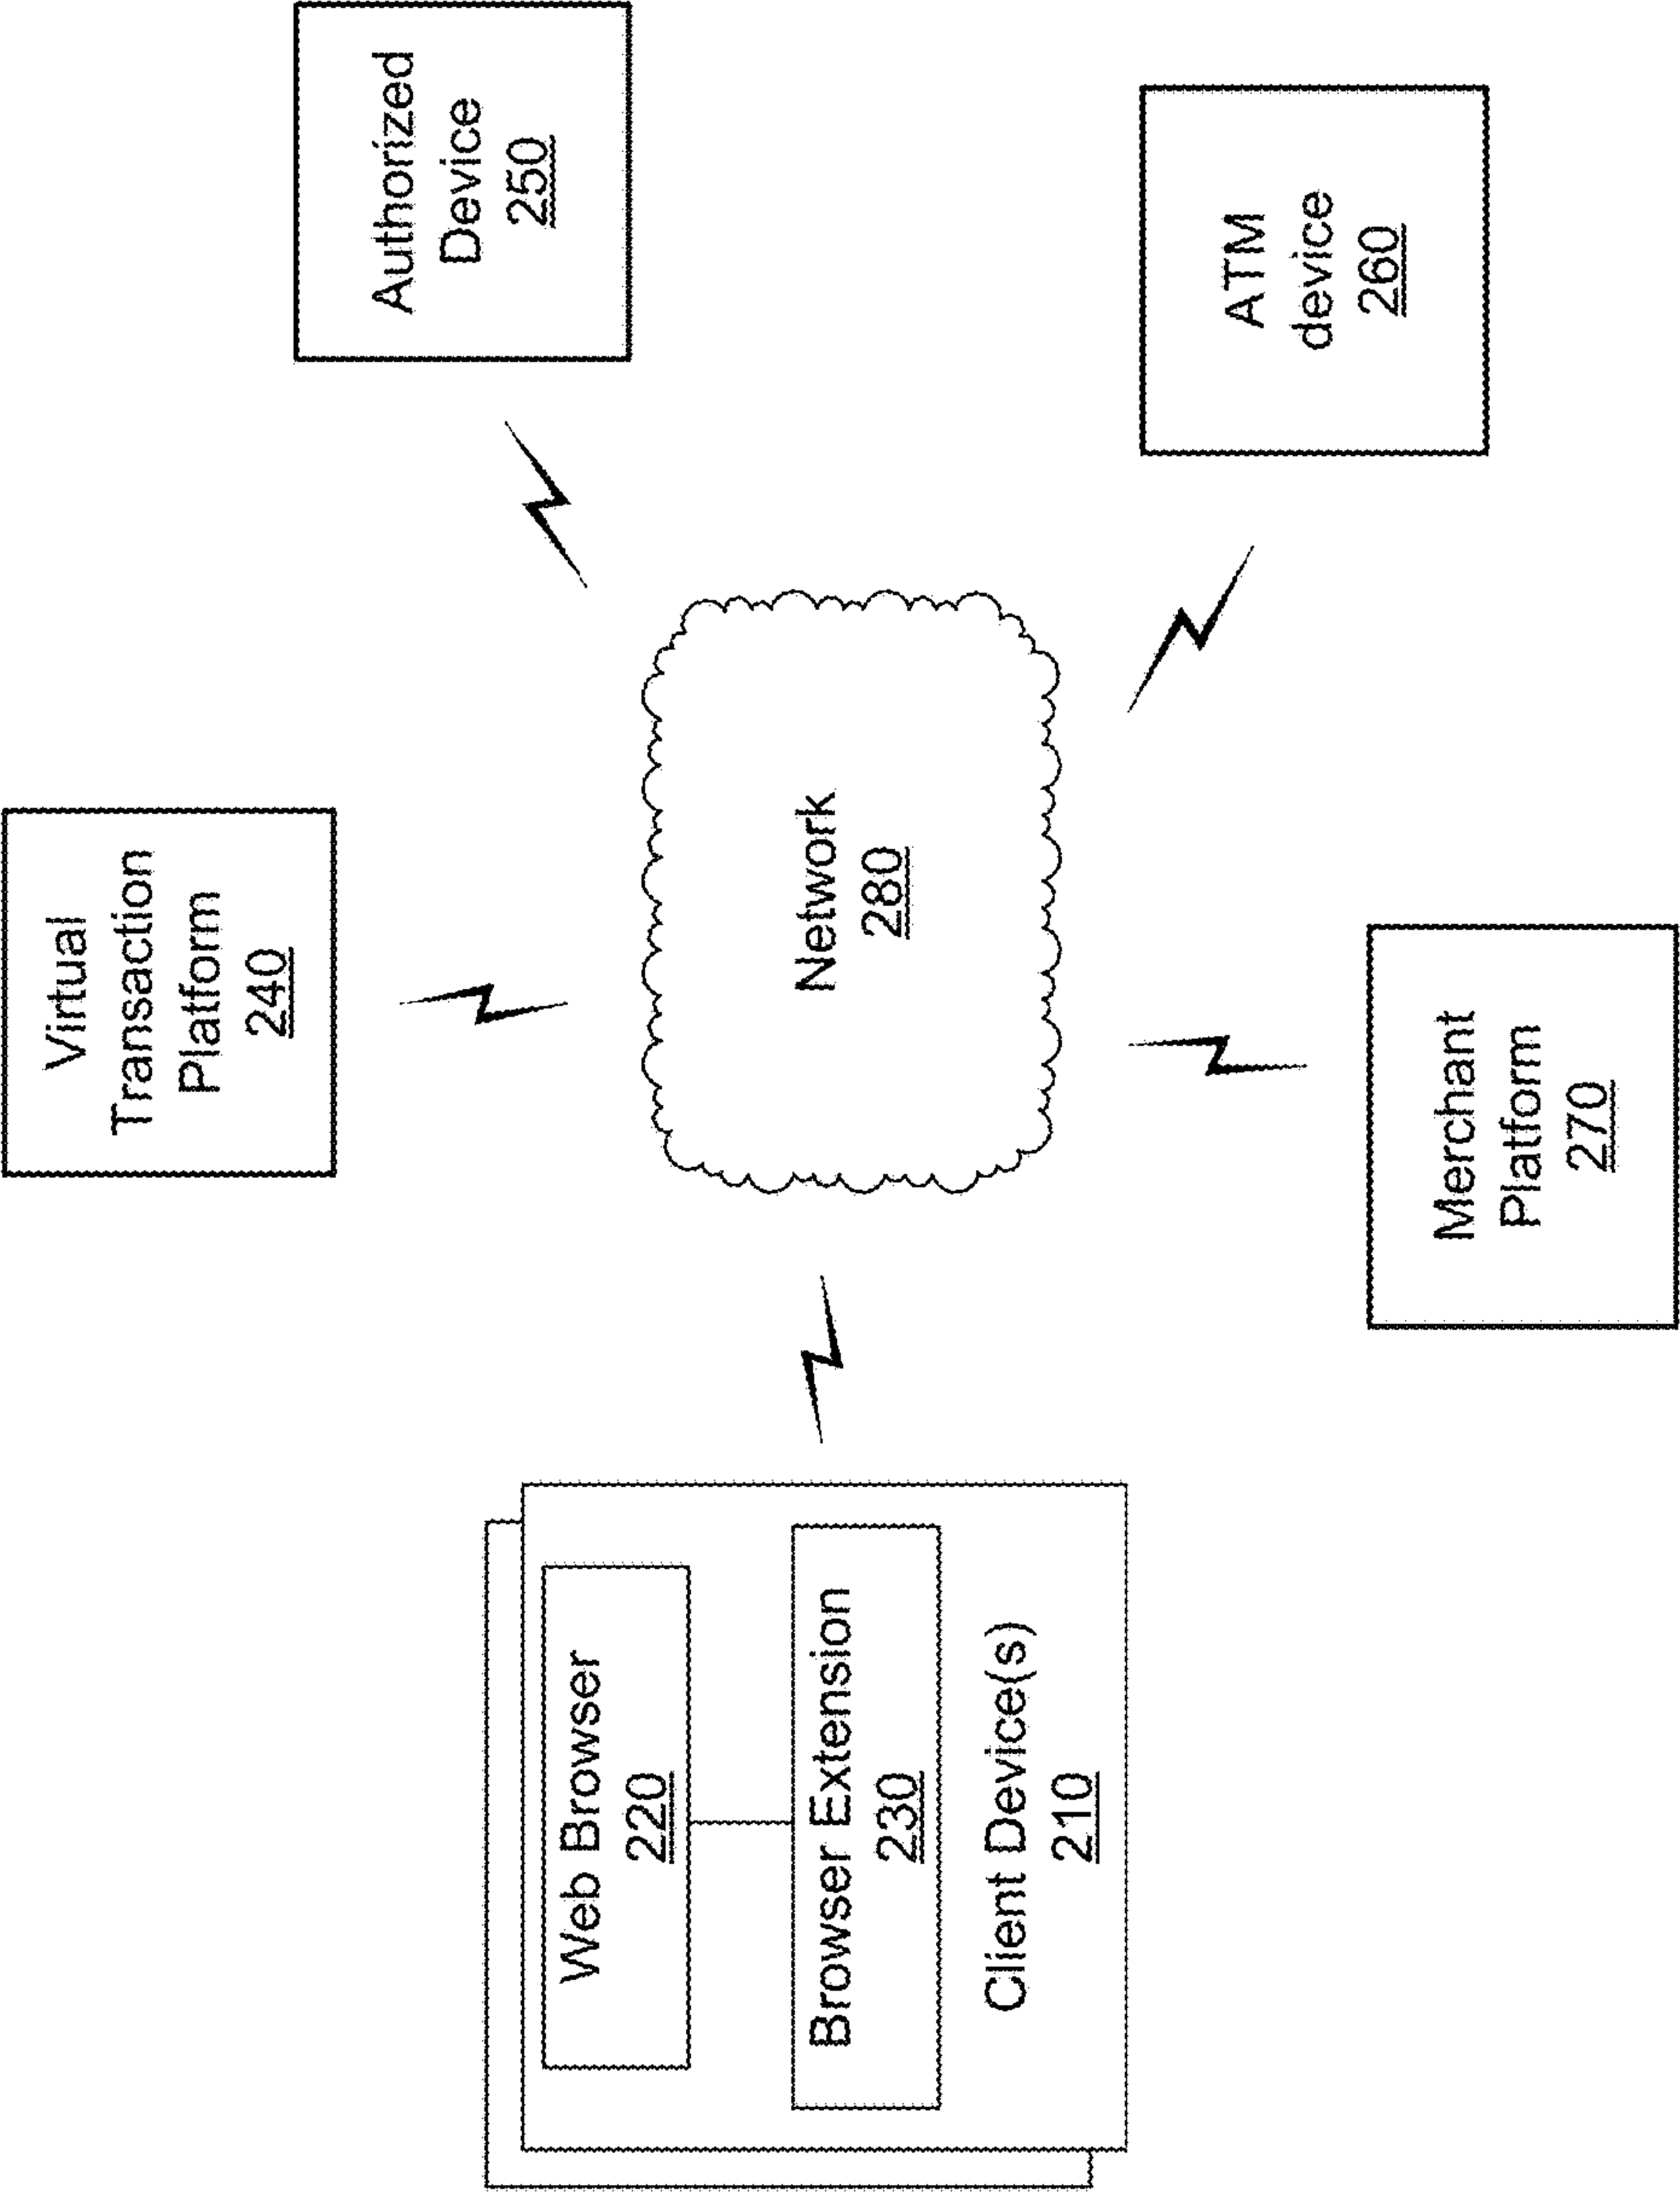 Web Browser
220
Browser Extension
230
Client Device(s)
210
Virtual
Transaction
Platform
240
Authorized
Device
250
Network
280
Merchant
Platform
270
ATM
device
260